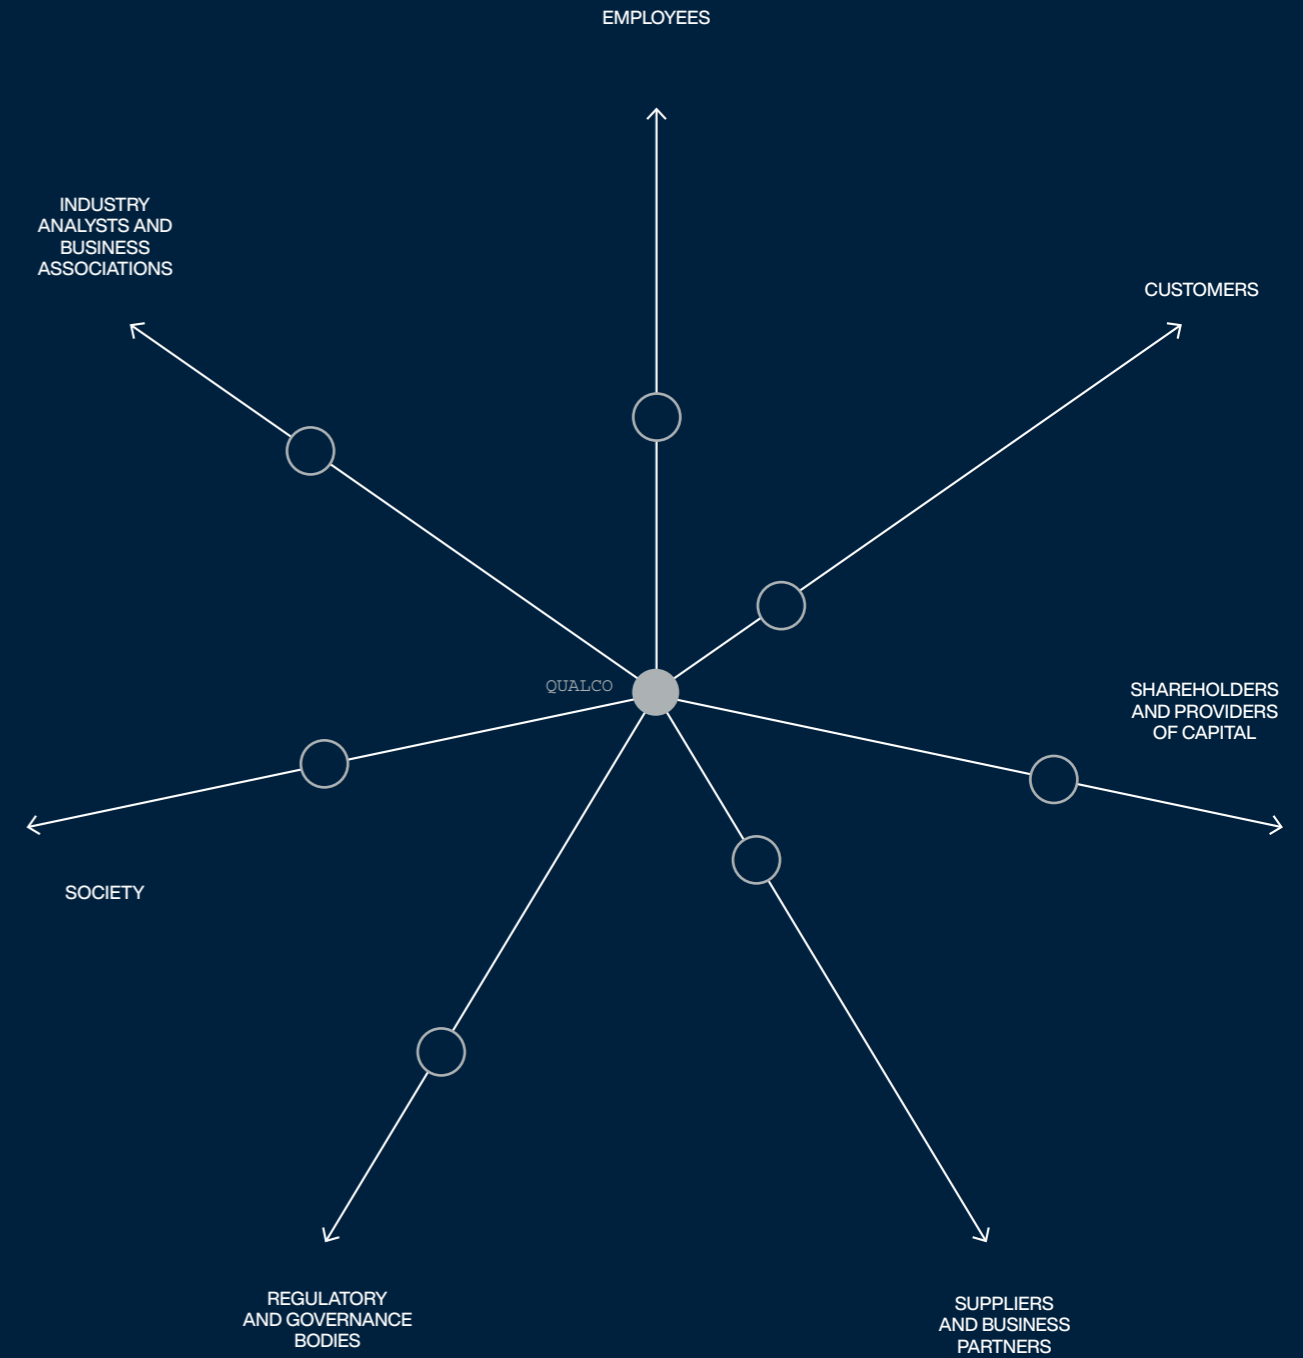 EMPLOYEES
INDUSTRY
ANALYSTS AND
BUSINESS
ASSOCIATIONS
CUSTOMERS
QUALCO
SHAREHOLDERS
AND PROVIDERS
OF CAPITAL
SOCIETY
REGULATORY
AND GOVERNANCE
BODIES
SUPPLIERS
AND BUSINESS
PARTNERS